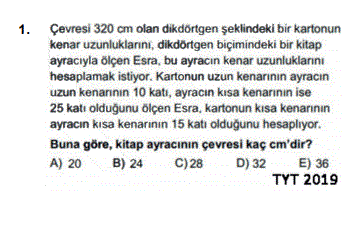 1. Çevresi 320 cm olan dikdörtgen şeklindeki bir kartonun
kenar uzunluklarını, dikdörtgen biçimindeki bir kitap
ayracıyla ölçen Esra, bu ayracın kenar uzunluklarını
hesaplamak istiyor. Kartonun uzun kenarının ayracın
uzun kenarının 10 katı, ayracın kısa kenarının ise
25 katı olduğunu ölçen Esra, kartonun kısa kenarının
ayracın kısa kenarının 15 katı olduğunu hesaplıyor.
Buna göre, kitap ayracının çevresi kaç cm'dir?
A) 20 B) 24 C) 28 D) 32 E) 36
TYT 2019